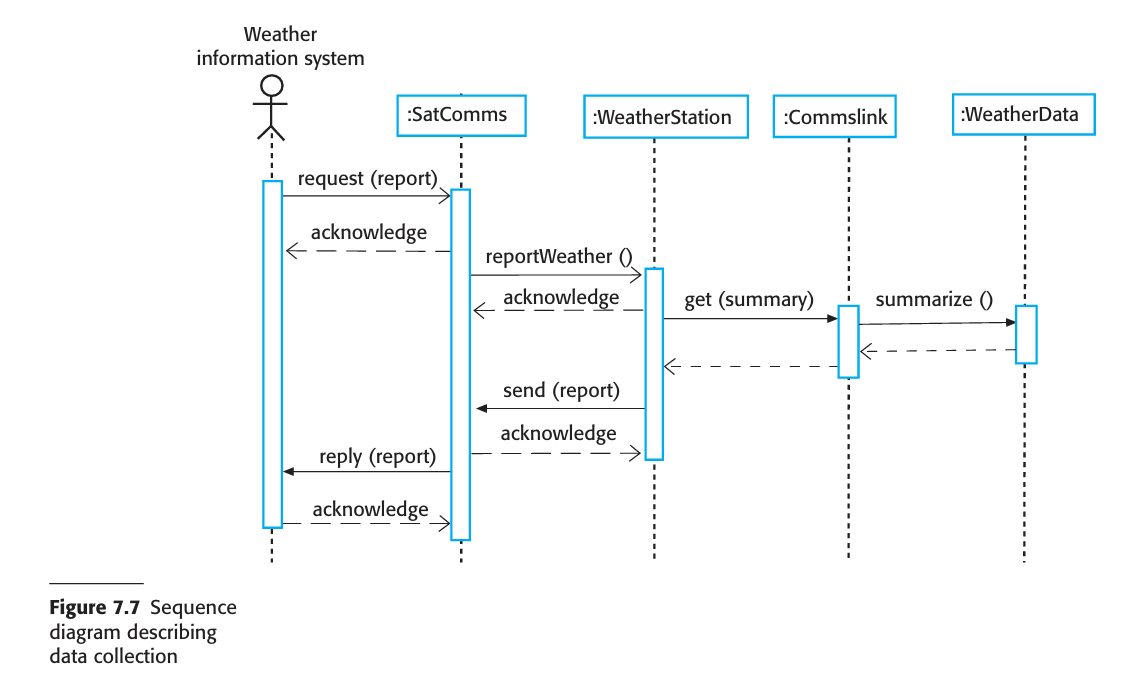 Weather
information system
:SatComms
:WeatherStation
:Commslink
:WeatherData
request (report)
acknowledge
reportWeather ()
acknowledge
get (summary)
summarize ()
send (report)
acknowledge
reply (report)
acknowledge
Figure 7.7 Sequence
diagram describing
data collection